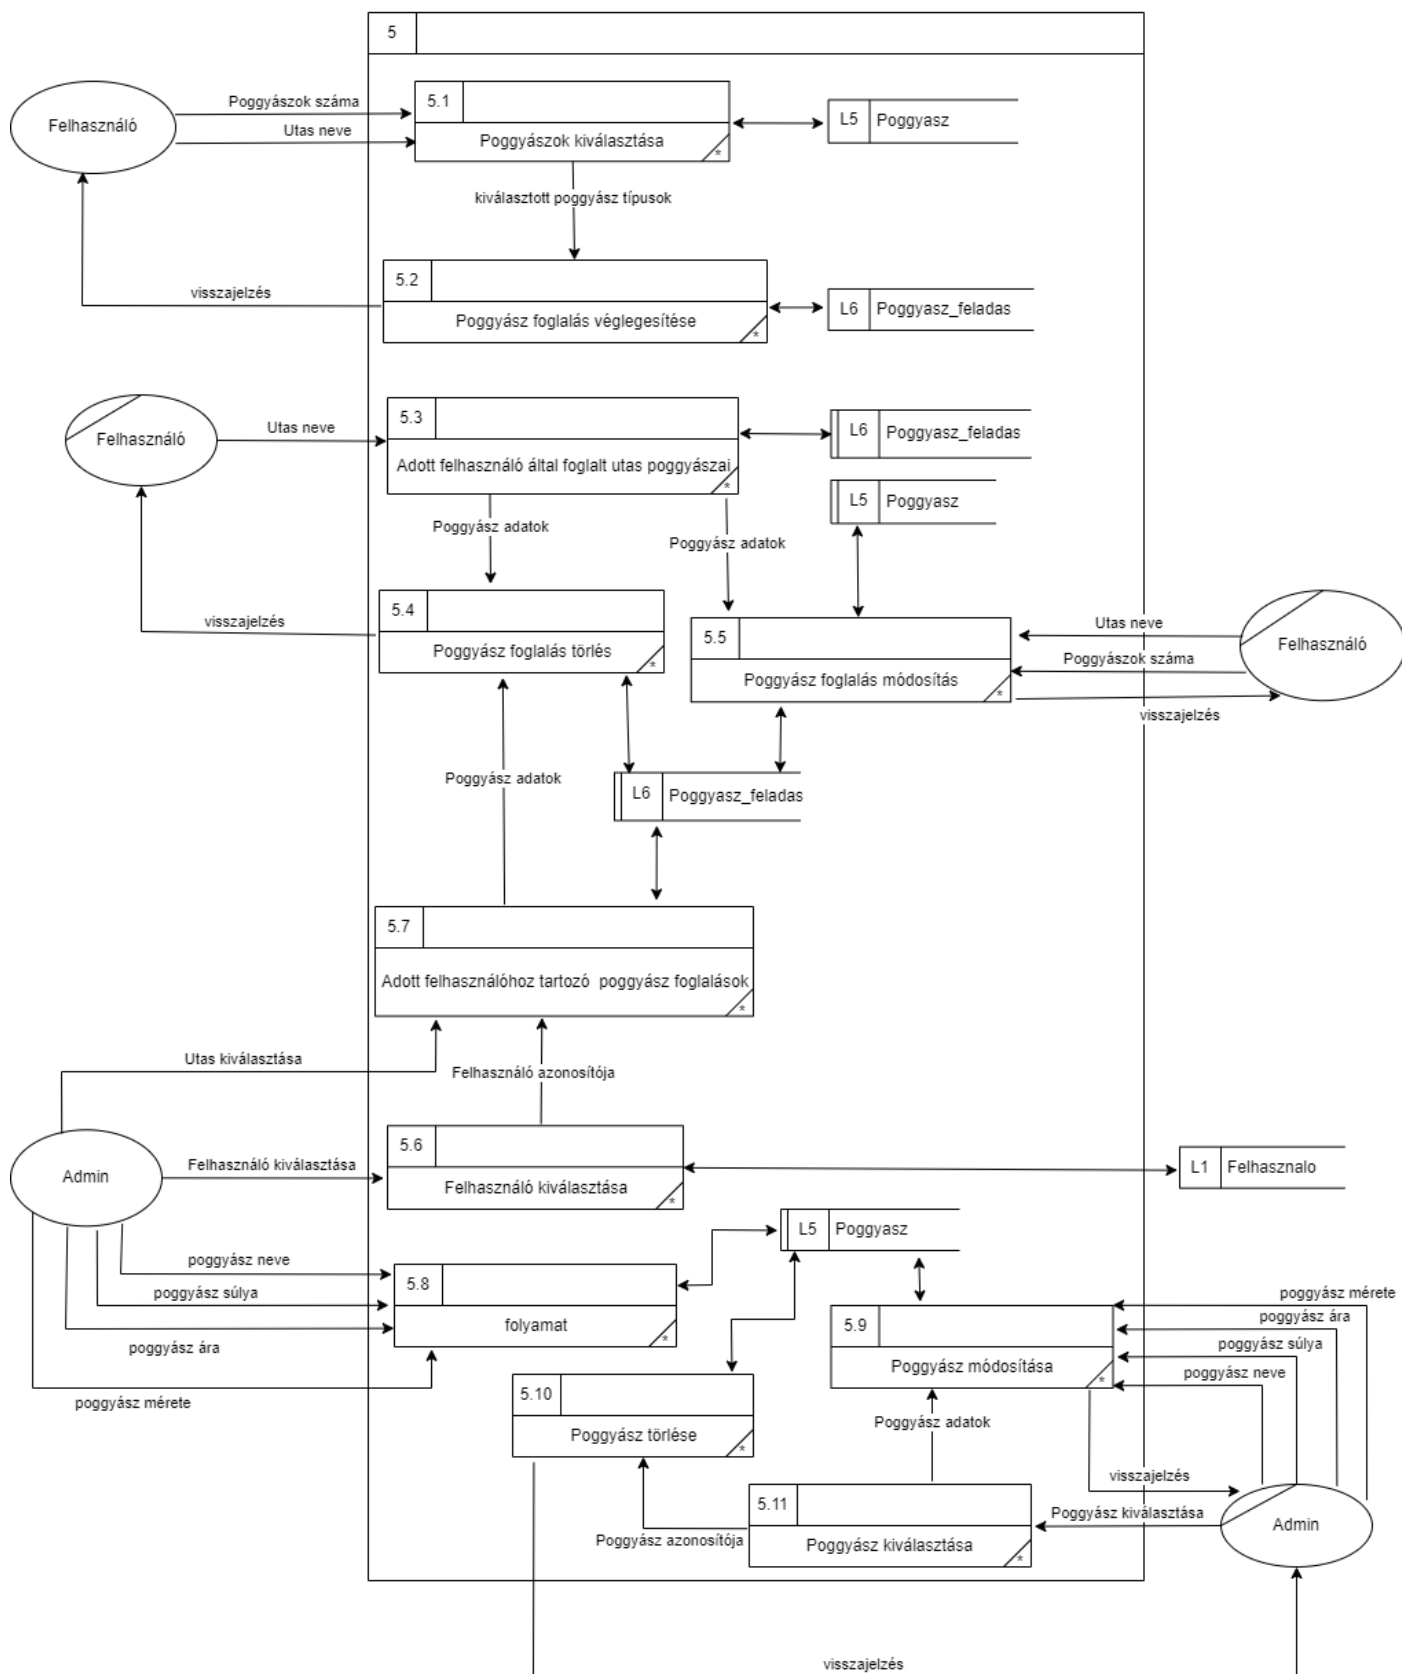 5
5.1
Poggyászok száma
Felhasználó
Utas neve
Poggyászok kiválasztása
*
L5
Poggyasz
kiválasztott poggyász típusok
5.2
visszajelzés
Poggyász foglalás véglegesítése
*
L6
Poggyasz_feladas
5.3
Utas neve
Felhasználó
Adott felhasználó által foglalt utas poggyászai
*
L6
Poggyasz_feladas
L5
Poggyasz
Poggyász adatok
Poggyász adatok
5.4
visszajelzés
Poggyász foglalás törlés
*
5.5
Poggyász foglalás módosítás
*
Utas neve
Poggyászok száma
Felhasználó
visszajelzés
Poggyász adatok
L6
Poggyasz_feladas
5.7
Adott felhasználóhoz tartozó  poggyász foglalások
*
Utas kiválasztása
Felhasználó azonosítója
5.6
Felhasználó kiválasztása
Admin
Felhasználó kiválasztása
*
L1
Felhasznalo
L5
Poggyasz
poggyász neve
5.8
poggyász súlya
folyamat
*
poggyász ára
poggyász mérete
poggyász mérete
poggyász ára
5.9
poggyász súlya
Poggyász módosítása
*
poggyász neve
5.10
Poggyász törlése
*
Poggyász adatok
visszajelzés
5.11
Poggyász kiválasztása
Admin
Poggyász azonosítója
Poggyász kiválasztása
*
visszajelzés